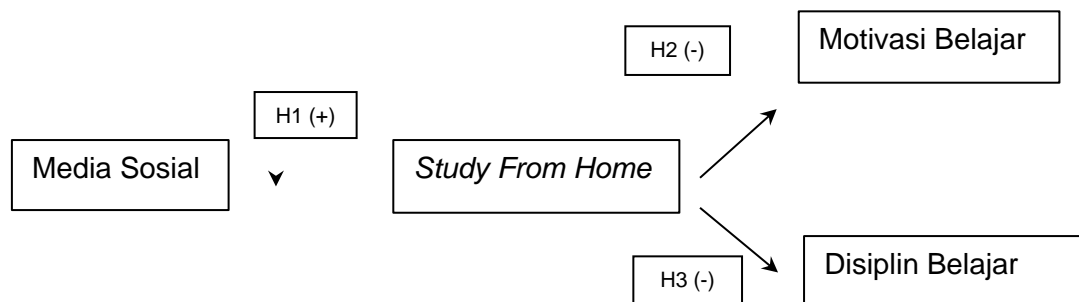 Motivasi Belajar
H2 (-)
H1 (+)
Media Sosial
Study From Home
Disiplin Belajar
H3 (-)